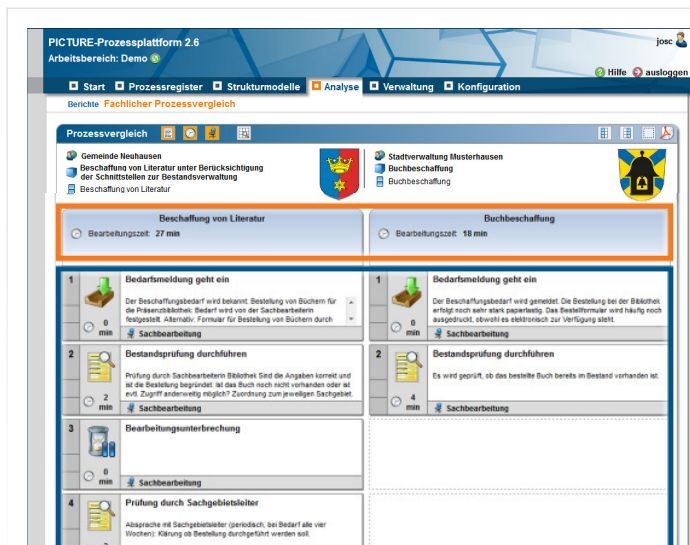 PICTURE-Prozessplattform 2.6
josc
Arbeitsbereich: Demo
Hilfe ausloggen
Start Prozessregister Strukturmodelle Analyse Verwaltung Konfiguration
Berichte Fachlicher Prozessvergleich
Prozessvergleich
Gemeinde Neuhausen
Beschaffung von Literatur unter Berücksichtigung
der Schnittstellen zur Bestandsverwaltung
Beschaffung von Literatur
Stadtverwaltung Musterhausen
Buchbeschaffung
Buchbeschaffung
Beschaffung von Literatur
Bearbeitungszeit: 27 min
Buchbeschaffung
Bearbeitungszeit: 18 min
1
Bedarfsmeldung geht ein
Der Beschaffungsbedarf wird bekannt: Bestellung von Büchern für
die Präsenzbibliothek: Bedarf wird von der Sachbearbeiterin
festgestellt. Alternativ: Formular für Bestellung von Büchern durch
0
min
Sachbearbeitung
1
Bedarfsmeldung geht ein
Der Beschaffungsbedarf wird gemeldet. Die Bestellung bei der Bibliothek
erfolgt noch sehr stark papierlastig. Das Bestellformular wird häufig noch
ausgedruckt, obwohl es elektronisch zur Verfügung steht.
0
min
Sachbearbeitung
2
Bestandsprüfung durchführen
Prüfung durch Sachbearbeiterin Bibliothek Sind die Angaben korrekt und
ist die Bestellung begründet: Ist das Buch noch nicht vorhanden oder ist
evtl. Zugriff anderweitig möglich? Zuordnung zum jeweiligen Sachgebiet.
2
min
Sachbearbeitung
2
Bestandsprüfung durchführen
Es wird geprüft, ob das bestellte Buch bereits im Bestand vorhanden ist.
4
min
Sachbearbeitung
3
Bearbeitungsunterbrechung
0
min
Sachbearbeitung
4
Prüfung durch Sachgebietsleiter
Absprache mit Sachgebietsleiter (periodisch, bei Bedarf alle vier
Wochen): Klärung ob Bestellung durchgeführt werden soll.